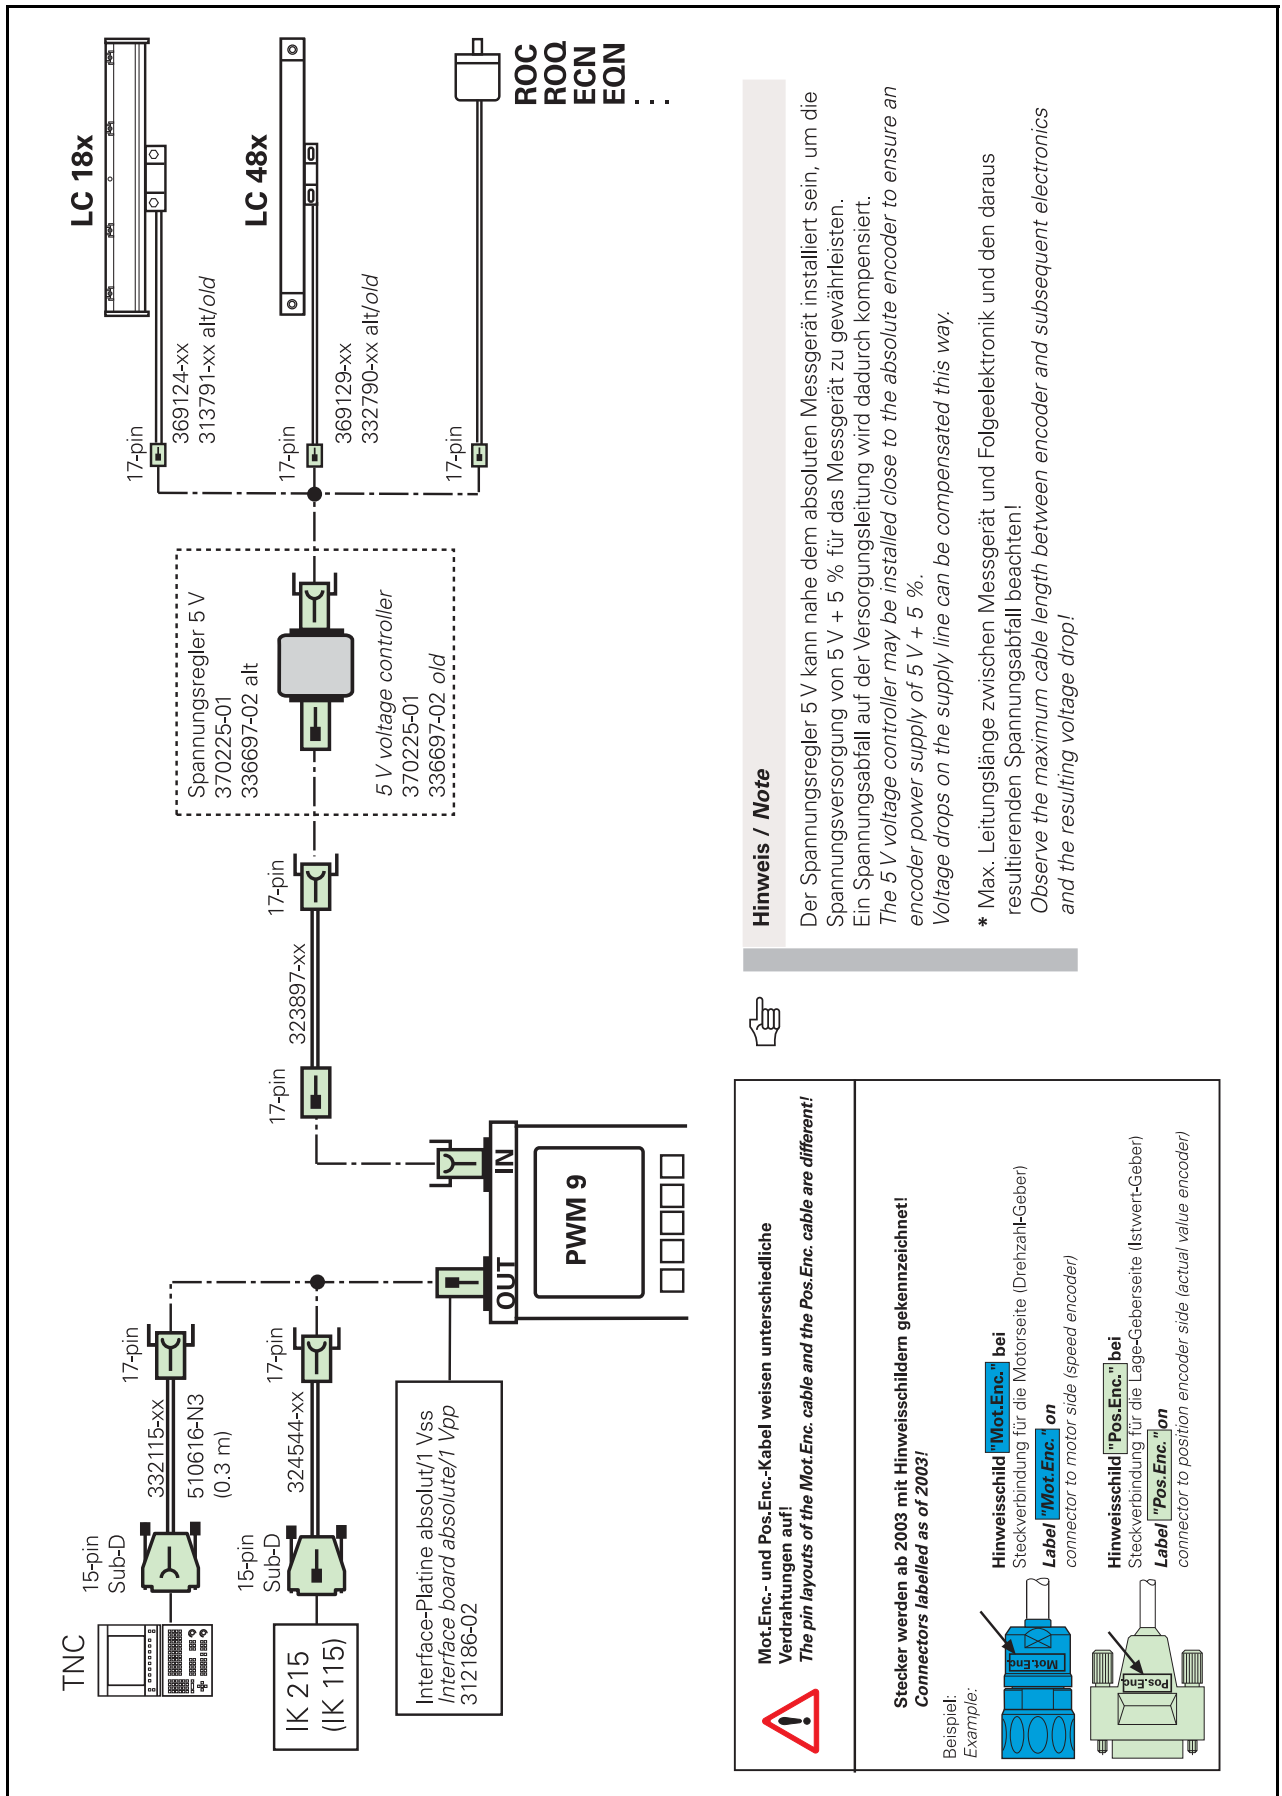 TNC
15-pin
Sub-D
332115-xx
510616-N3
(0.3 m)
17-pin
IK 215
(IK 115)
15-pin
Sub-D
324544-xx
17-pin
Interface-Platine absolut/1 Vss
Interface board absolute/1 Vpp
312186-02
OUT
IN
PWM 9
17-pin
323897-xx
17-pin
Spannungsregler 5 V
370225-01
336697-02 alt
5 V voltage controller
370225-01
336697-02 old
17-pin
369124-xx
313791-xx alt/old
LC 18x
17-pin
369129-xx
332790-xx alt/old
LC 48x
17-pin
ROC
ROQ
ECN
EQN
. . .
Mot.Enc.- und Pos.Enc.-Kabel weisen unterschiedliche
Verdrahtungen auf!
The pin layouts of the Mot.Enc. cable and the Pos.Enc. cable are different!
Stecker werden ab 2003 mit Hinweisschildern gekennzeichnet!
Connectors labelled as of 2003!
Beispiel:
Example:
Mot.Enc.
Hinweisschild "Mot.Enc." bei
Steckverbindung für die Motorseite (Drehzahl-Geber)
Label "Mot.Enc." on
connector to motor side (speed encoder)
Pos.Enc.
Hinweisschild "Pos.Enc." bei
Steckverbindung für die Lage-Geberseite (Istwert-Geber)
Label "Pos.Enc." on
connector to position encoder side (actual value encoder)
Hinweis / Note
Der Spannungsregler 5 V kann nahe dem absoluten Messgerät installiert sein, um die
Spannungsversorgung von 5 V + 5 % für das Messgerät zu gewährleisten.
Ein Spannungsabfall auf der Versorgungsleitung wird dadurch kompensiert.
The 5 V voltage controller may be installed close to the absolute encoder to ensure an
encoder power supply of 5 V + 5 %.
Voltage drops on the supply line can be compensated this way.
* Max. Leitungslänge zwischen Messgerät und Folgeelektronik und den daraus
resultierenden Spannungsabfall beachten!
Observe the maximum cable length between encoder and subsequent electronics
and the resulting voltage drop!